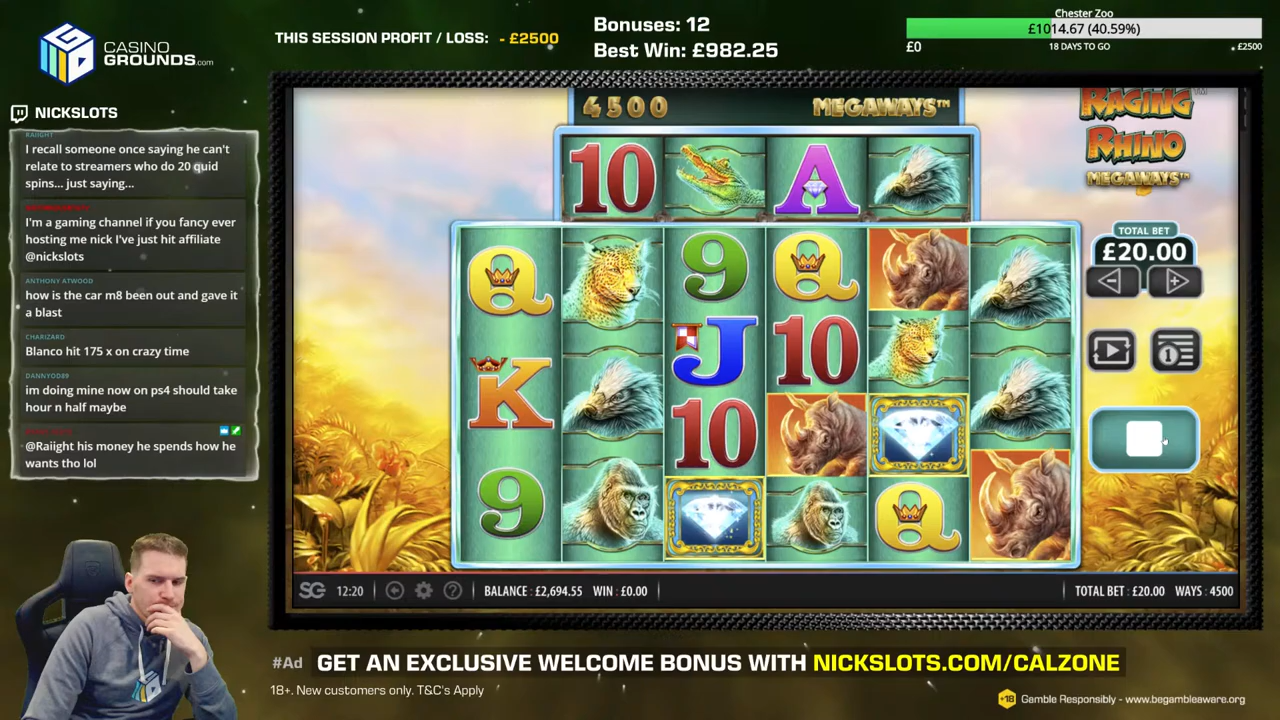 CASINO
GROUNDS.com
THIS SESSION PROFIT / LOSS: - £2500
Bonuses: 12
Best Win: £982.25
Chester Zoo
£1014.67 (40.59%)
£0
18 DAYS TO GO
£2500
NICKSLOTS
RAIIGHT
I recall someone once saying he can't
relate to streamers who do 20 quid
spins... just saying...
I'm a gaming channel if you fancy ever
hosting me nick I've just hit affiliate
@nickslots
ANTHONY ATWOOD
how is the car m8 been out and gave it
a blast
CHARIZARD
Blanco hit 175 x on crazy time
DANNYOD89
im doing mine now on ps4 should take
hour n half maybe
@Raiight his money he spends how he
wants tho lol
4500
MEGAWAYS™
10
A
Q
9
Q
K
J
10
10
9
Q
RAGING™
RHINO
MEGAWAYS™
TOTAL BET
£20.00
1
SG
12:20
BALANCE: £2,694.55
WIN: £0.00
TOTAL BET: £20.00
WAYS: 4500
#Ad GET AN EXCLUSIVE WELCOME BONUS WITH NICKSLOTS.COM/CALZONE
18+. New customers only. T&C's Apply
+18 Gamble Responsibly - www.begambleaware.org